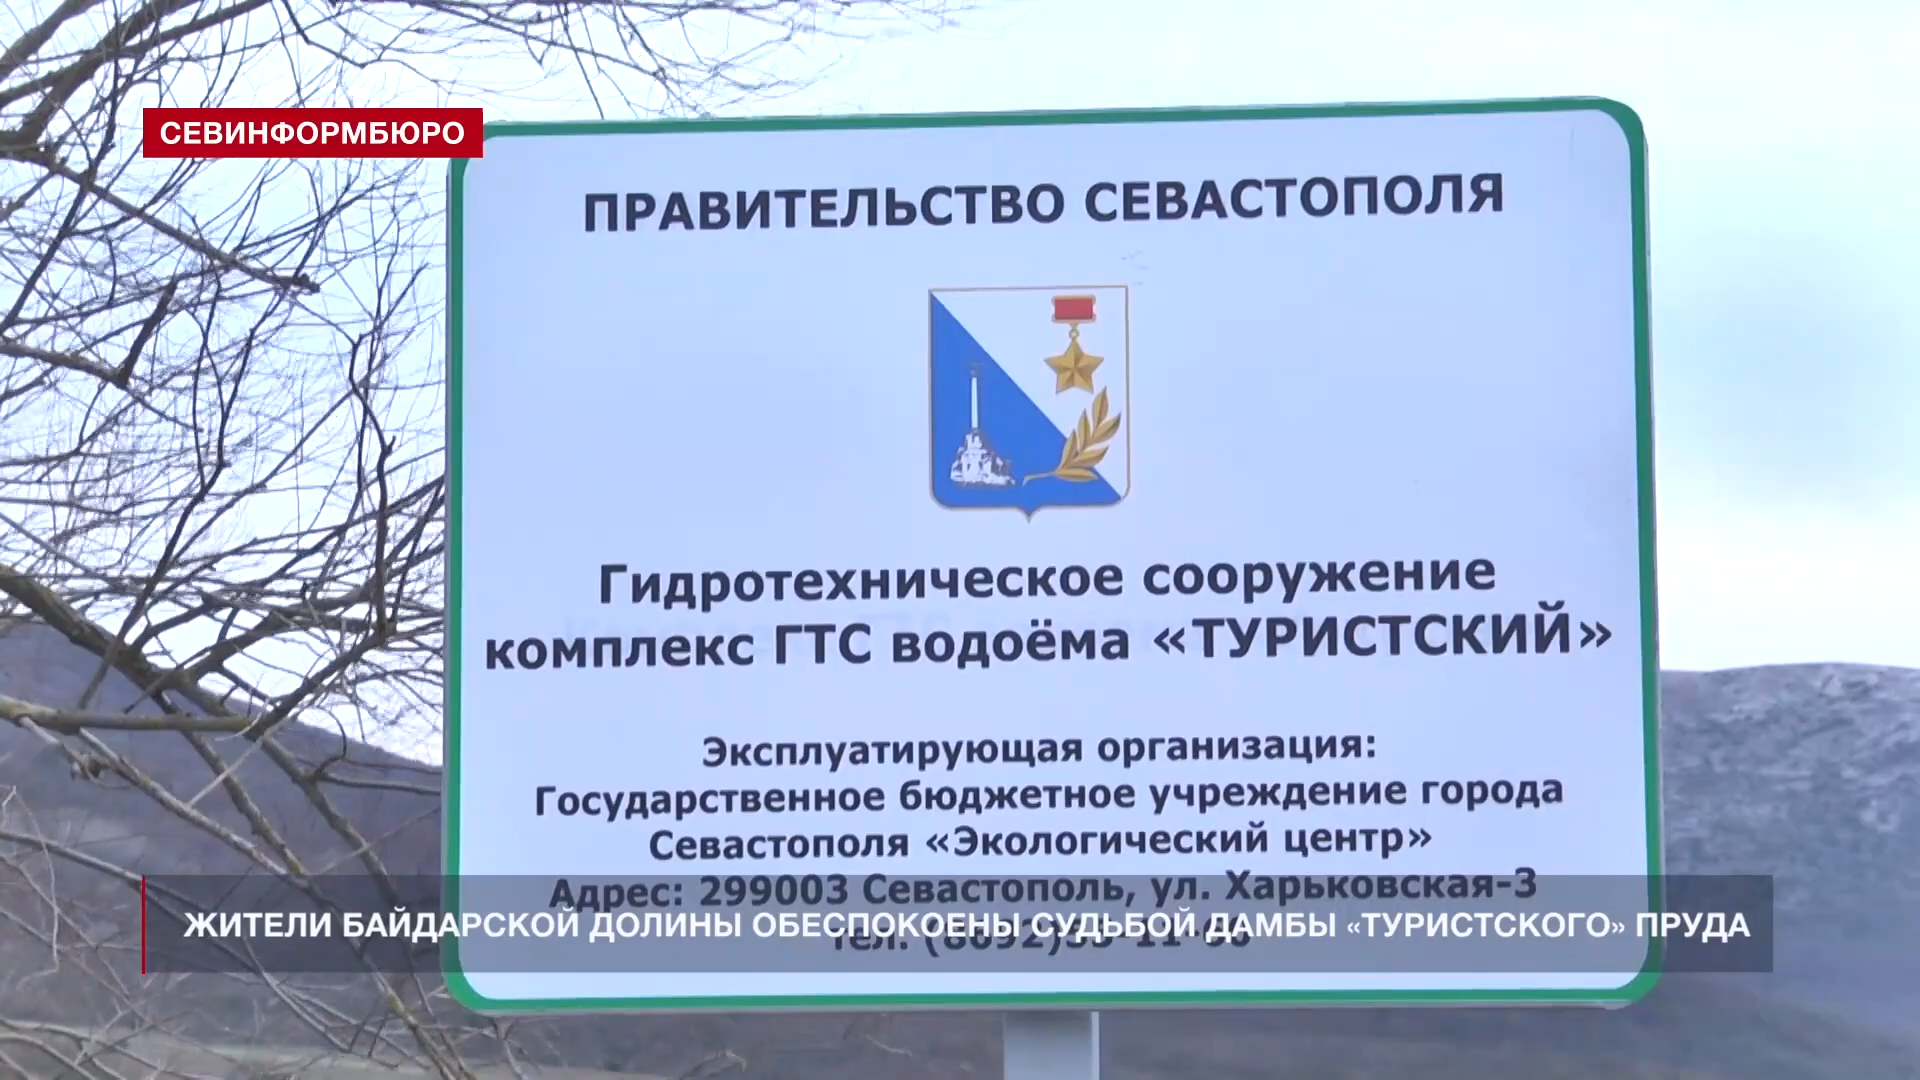 СЕВИНФОРМБЮРО
ПРАВИТЕЛЬСТВО СЕВАСТОПОЛЯ
Гидротехническое сооружение
комплекс ГТС водоёма «ТУРИСТСКИЙ»
Эксплуатирующая организация:
Государственное бюджетное учреждение города
Севастополя «Экологический центр»
Адрес: 299003 Севастополь, ул. Харьковская-3
ЖИТЕЛИ БАЙДАРСКОЙ ДОЛИНЫ ОБЕСПОКОЕНЫ СУДЬБОЙ ДАМБЫ «ТУРИСТСКОГО» ПРУДА
тел.